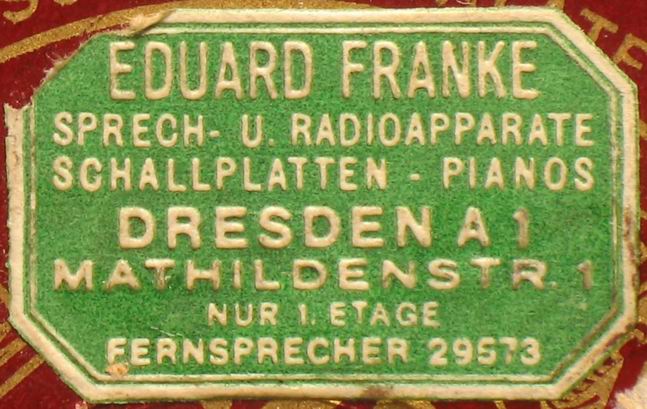 EDUARD FRANKE
SPRECH- U. RADIOAPPARATE
SCHALLPLATTEN - PIANOS
DRESDEN A 1
MATHILDENSTR. 1
NUR 1. ETAGE
FERNSPRECHER 29573